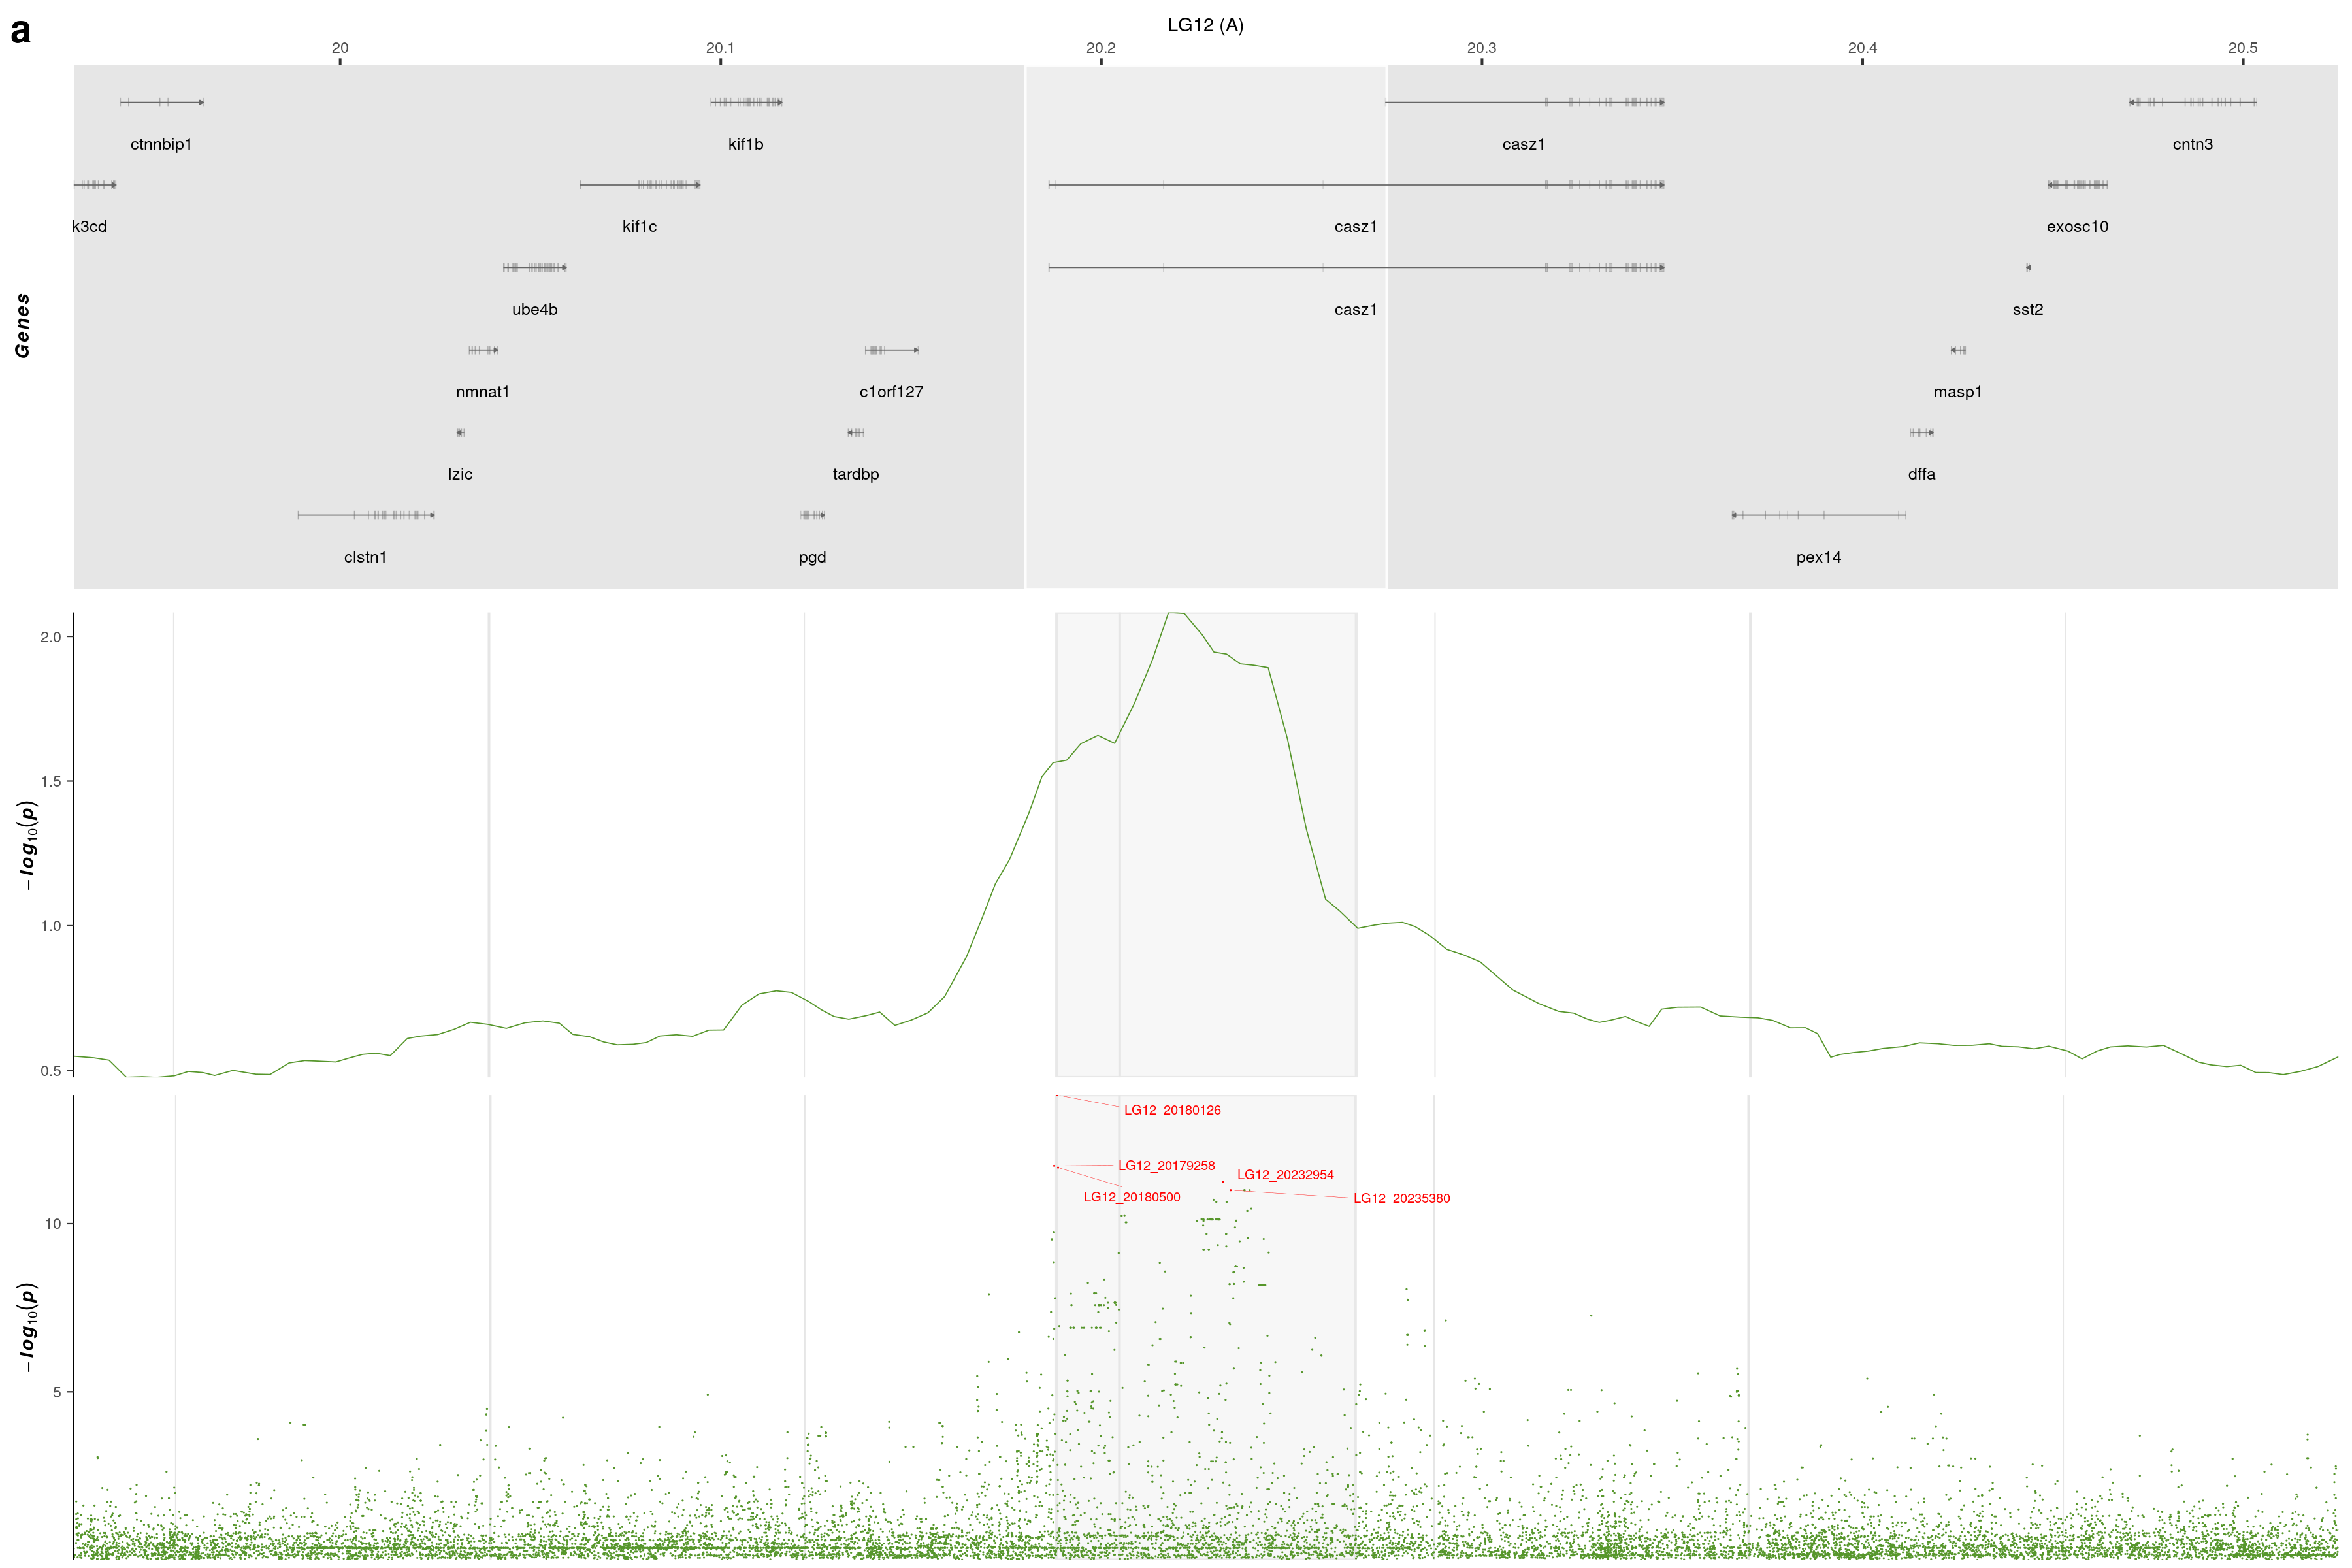 a
LG12 (A)
20 20.1 20.2 20.3 20.4 20.5
Genes
ctnnbip1 kif1b casz1 cntn3
k3cd kif1c casz1 exosc10
ube4b casz1 sst2
nmnat1 c1orf127 masp1
lzic tardbp dffa
clstn1 pgd pex14
−log10(p)
2.0
1.5
1.0
0.5
−log10(p)
10
5
LG12_20180126
LG12_20179258
LG12_20232954
LG12_20180500
LG12_20235380